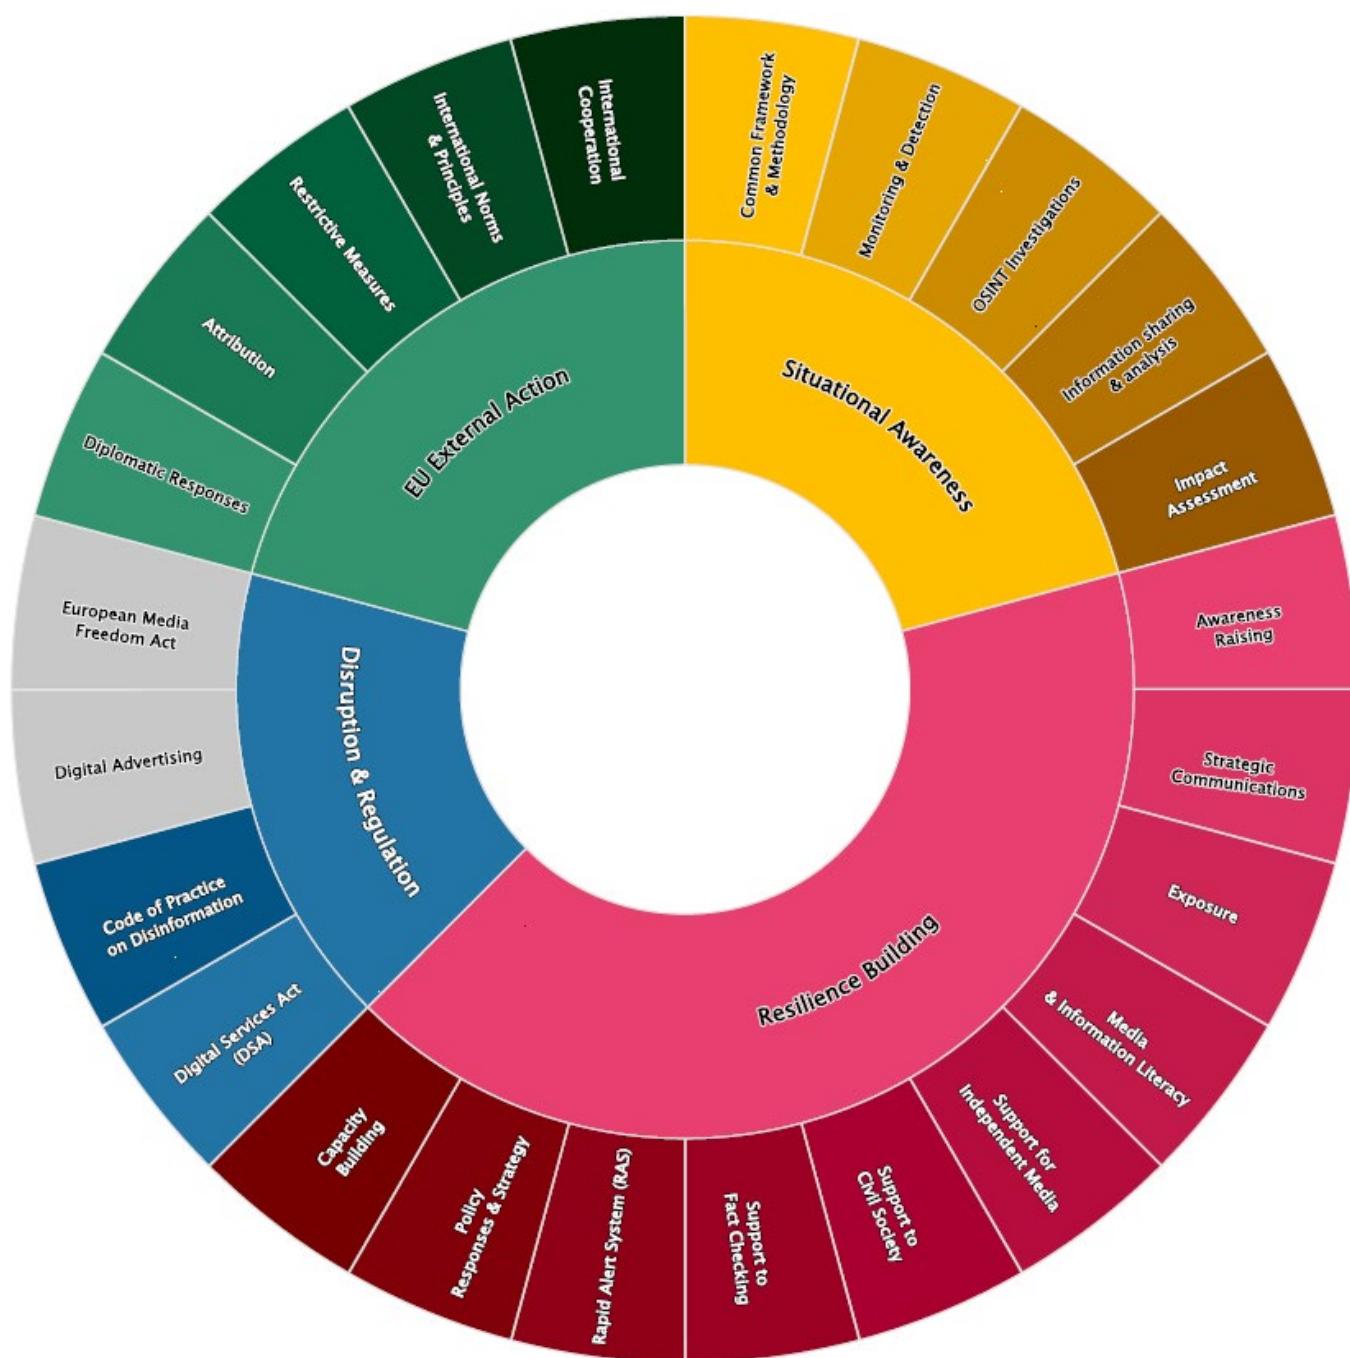 Situational Awareness
Common Framework
& Methodology
Monitoring & Detection
OSINT Investigations
Information sharing
& analysis
Impact
Assessment
Resilience Building
Awareness
Raising
Strategic
Communications
Exposure
Media
& Information Literacy
Support for
Independent Media
Support to
Civil Society
Support to
Fact Checking
Rapid Alert System (RAS)
Policy
Responses & Strategy
Capacity
Building
Disruption & Regulation
Digital Services Act
(DSA)
Code of Practice
on Disinformation
Digital Advertising
European Media
Freedom Act
EU External Action
Diplomatic Responses
Attribution
Restrictive Measures
International Norms
& Principles
International
Cooperation